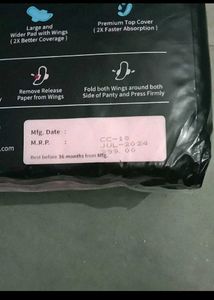 Large and
Wider Pad with Wings
( 2X Better Coverage )
Premium Top Cover
( 2X Faster Absorption )
Remove Release
Paper from Wings
Fold both Wings around both
Side of Panty and Press Firmly
Mfg. Date :
CC-18
JUL-2024
M.R.P. :
299.00
Best before 36 months from Mfg.